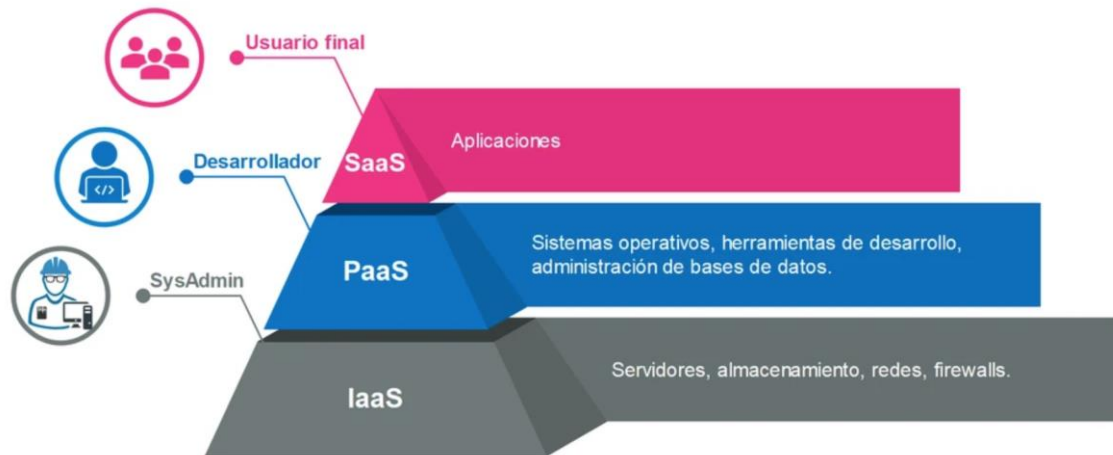 Usuario final
SaaS
Aplicaciones
Desarrollador
PaaS
Sistemas operativos, herramientas de desarrollo,
administración de bases de datos.
SysAdmin
IaaS
Servidores, almacenamiento, redes, firewalls.